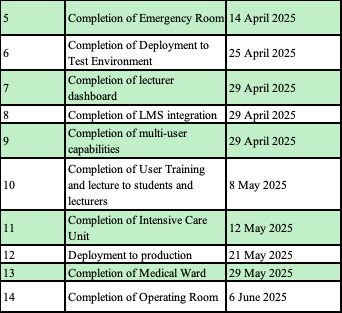 5 Completion of Emergency Room 14 April 2025
6 Completion of Deployment to
Test Environment 25 April 2025
7 Completion of lecturer
dashboard 29 April 2025
8 Completion of LMS integration 29 April 2025
9 Completion of multi-user
capabilities 29 April 2025
10 Completion of User Training
and lecture to students and
lecturers 8 May 2025
11 Completion of Intensive Care
Unit 12 May 2025
12 Deployment to production 21 May 2025
13 Completion of Medical Ward 29 May 2025
14 Completion of Operating Room 6 June 2025